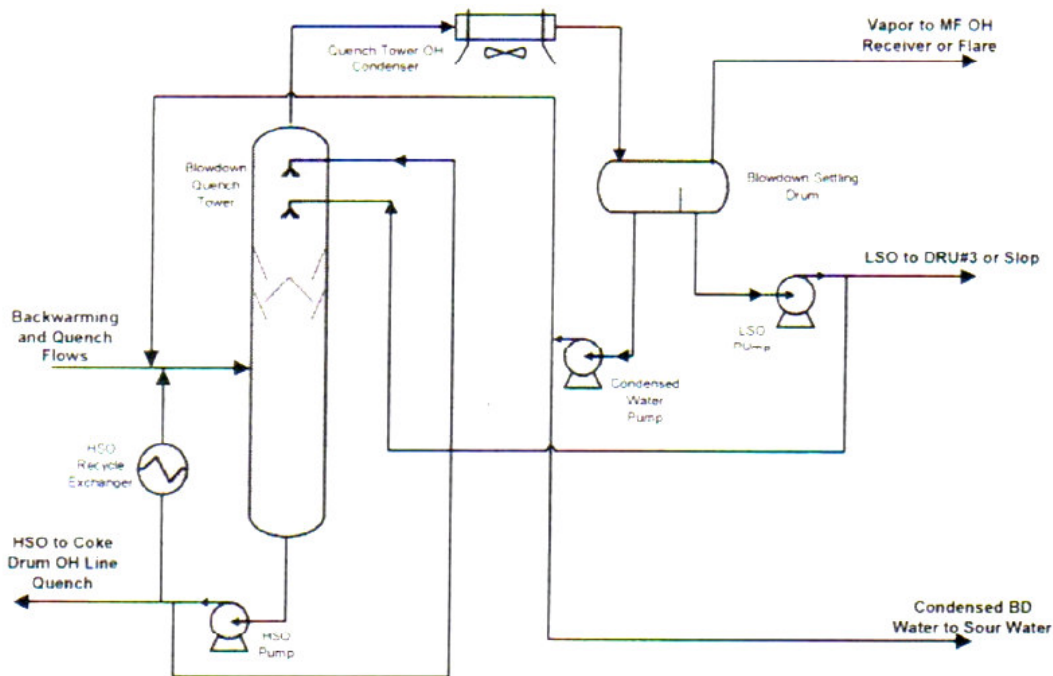 Vapor to MF OH
Receiver or Flare
Quench Tower OH
Condenser
Blowdown
Quench
Tower
Blowdown Settling
Drum
LSO to DRU#3 or Slop
Backwarming
and Quench
Flows
LSO
Pump
Condensed
Water
Pump
HSO
Recycle
Exchanger
HSO to Coke
Drum OH Line
Quench
HSO
Pump
Condensed BD
Water to Sour Water